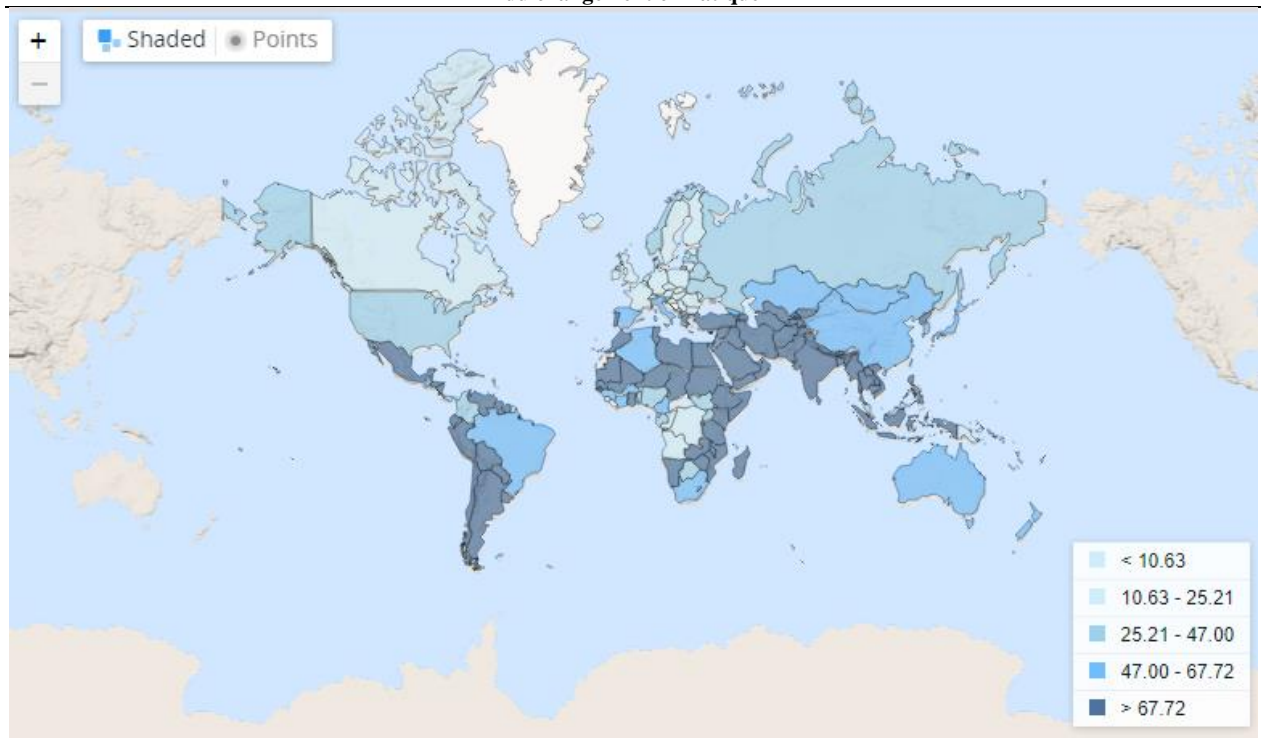 +
−
Shaded
Points
< 10.63
10.63 - 25.21
25.21 - 47.00
47.00 - 67.72
> 67.72